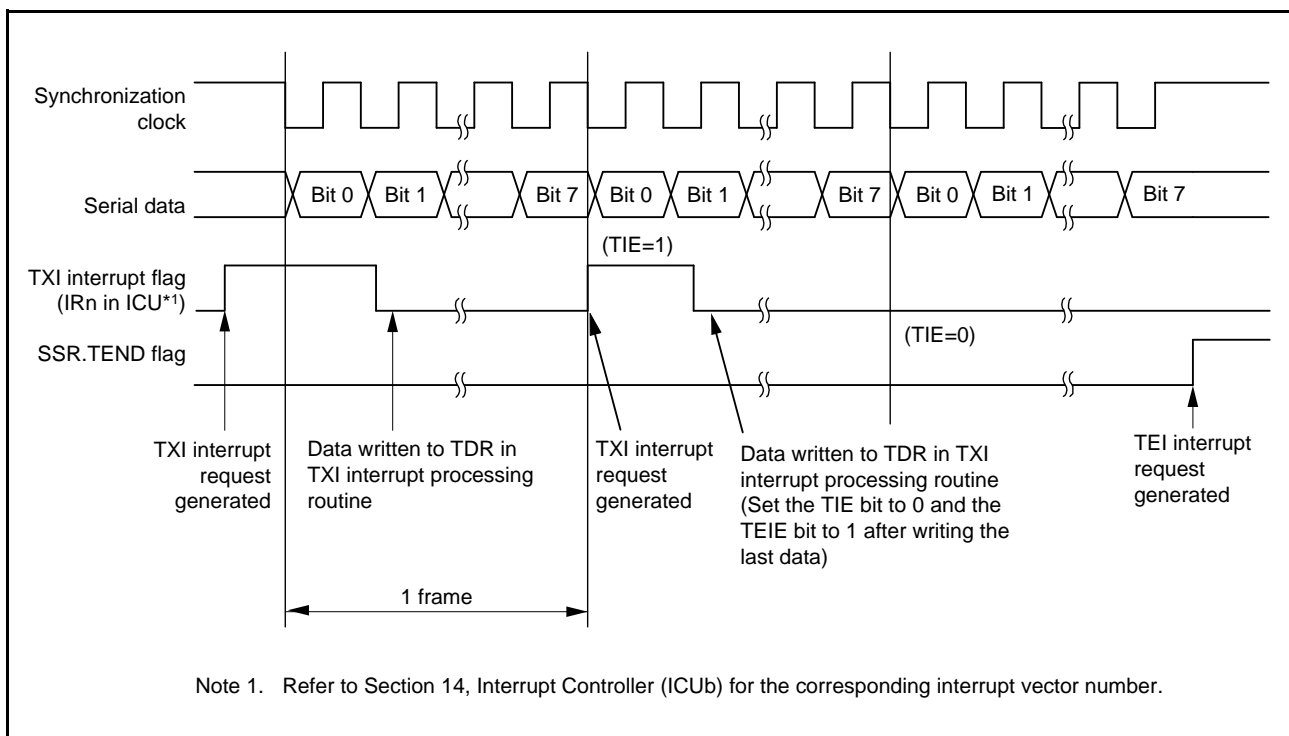 Synchronization
clock
Serial data
Bit 0 Bit 1 Bit 7 Bit 0 Bit 1 Bit 7 Bit 0 Bit 1 Bit 7
(TIE=1)
TXI interrupt flag
(IRn in ICU*1)
(TIE=0)
SSR.TEND flag
TXI interrupt
request
generated
Data written to TDR in
TXI interrupt processing
routine
TXI interrupt
request
generated
Data written to TDR in TXI
interrupt processing routine
(Set the TIE bit to 0 and the
TEIE bit to 1 after writing the
last data)
TEI interrupt
request
generated
1 frame
Note 1. Refer to Section 14, Interrupt Controller (ICUb) for the corresponding interrupt vector number.